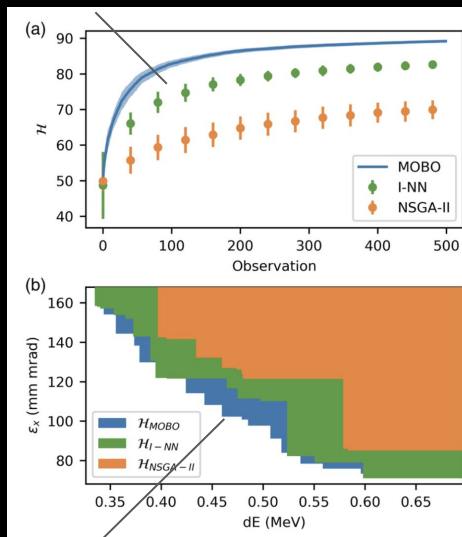 (a)
90
80
70
60
50
40
ℋ
MOBO
I-NN
NSGA-II
0 100 200 300 400 500
Observation
(b)
160
140
120
100
80
εₓ (mm mrad)
ℋMOBO
ℋI−NN
ℋNSGA−II
0.35 0.40 0.45 0.50 0.55 0.60 0.65
dE (MeV)